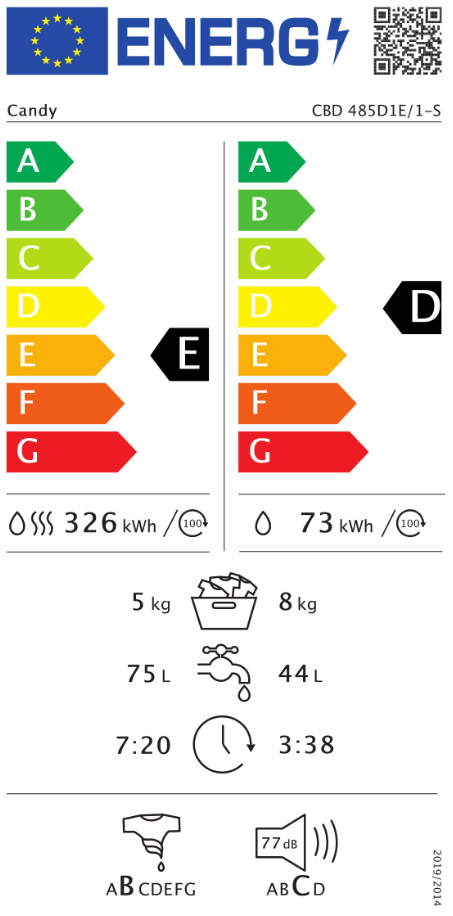 ENERG
Candy CBD 485D1E/1-S
A A
B B
C C
D D D
E E E
F F
G G
326 kWh / 100 73 kWh / 100
5 kg 8 kg
75 L 44 L
7:20 3:38
77 dB
ABCDEFG ABCD
2019/2014